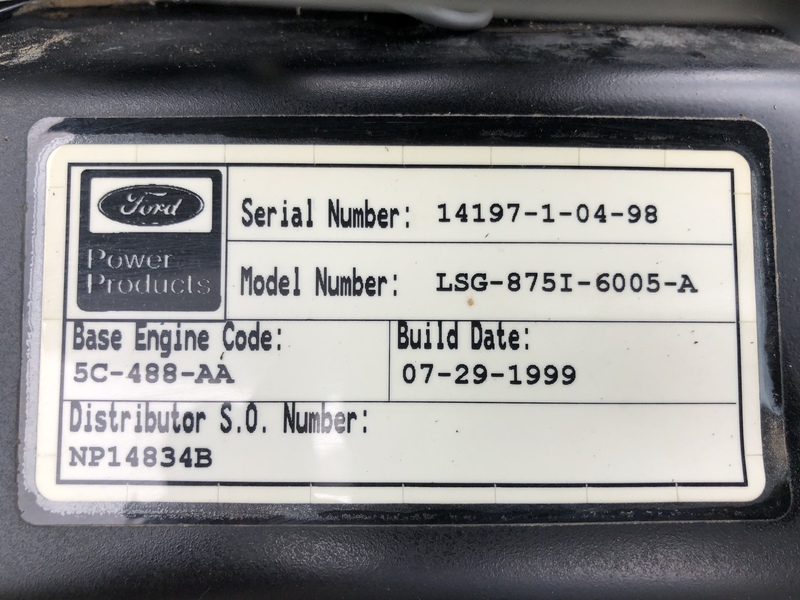 Ford
Power
Products
Serial Number: 14197-1-04-98
Model Number: LSG-875I-6005-A
Base Engine Code:
5C-488-AA
Build Date:
07-29-1999
Distributor S.O. Number:
NP14834B